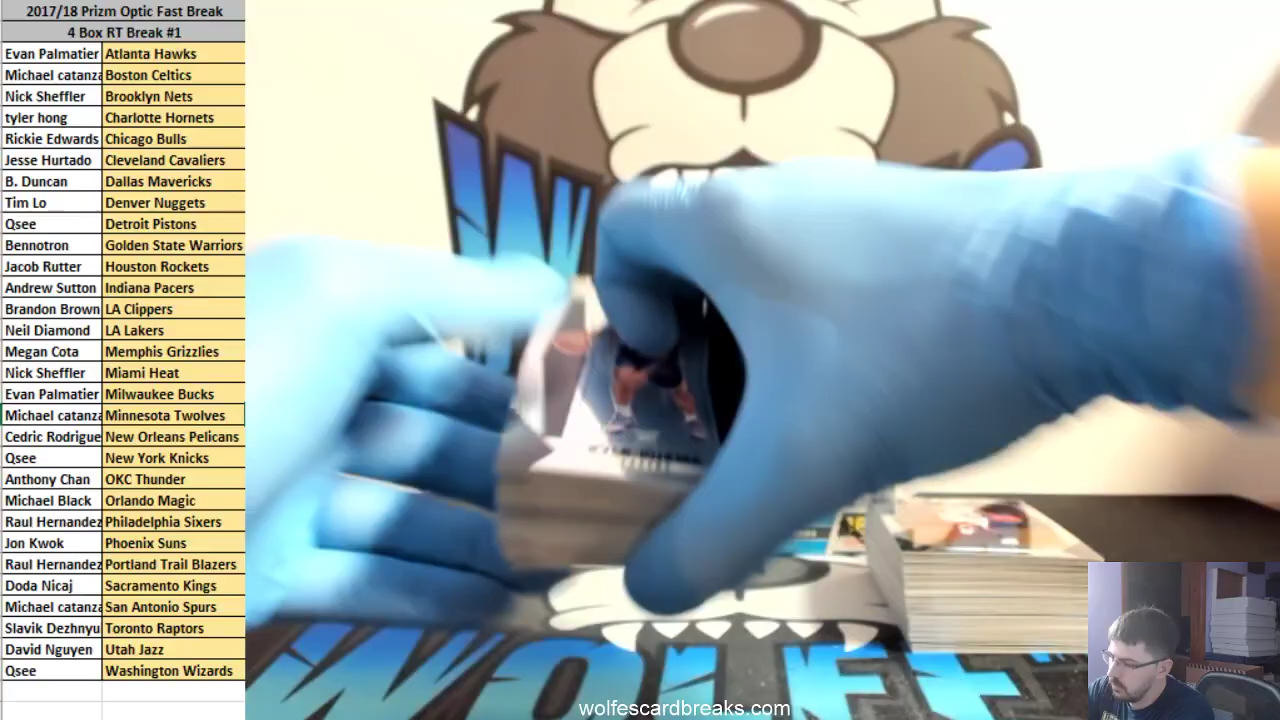 2017/18 Prizm Optic Fast Break
4 Box RT Break #1
Evan Palmatier Atlanta Hawks
Michael catanza Boston Celtics
Nick Sheffler Brooklyn Nets
tyler hong Charlotte Hornets
Rickie Edwards Chicago Bulls
Jesse Hurtado Cleveland Cavaliers
B. Duncan Dallas Mavericks
Tim Lo Denver Nuggets
Qsee Detroit Pistons
Bennotron Golden State Warriors
Jacob Rutter Houston Rockets
Andrew Sutton Indiana Pacers
Brandon Brown LA Clippers
Neil Diamond LA Lakers
Megan Cota Memphis Grizzlies
Nick Sheffler Miami Heat
Evan Palmatier Milwaukee Bucks
Michael catanza Minnesota Twolves
Cedric Rodrigue New Orleans Pelicans
Qsee New York Knicks
Anthony Chan OKC Thunder
Michael Black Orlando Magic
Raul Hernandez Philadelphia Sixers
Jon Kwok Phoenix Suns
Raul Hernandez Portland Trail Blazers
Doda Nicaj Sacramento Kings
Michael catanza San Antonio Spurs
Slavik Dezhnyu Toronto Raptors
David Nguyen Utah Jazz
Qsee Washington Wizards
WOLFE'
wolfescardbreaks.com